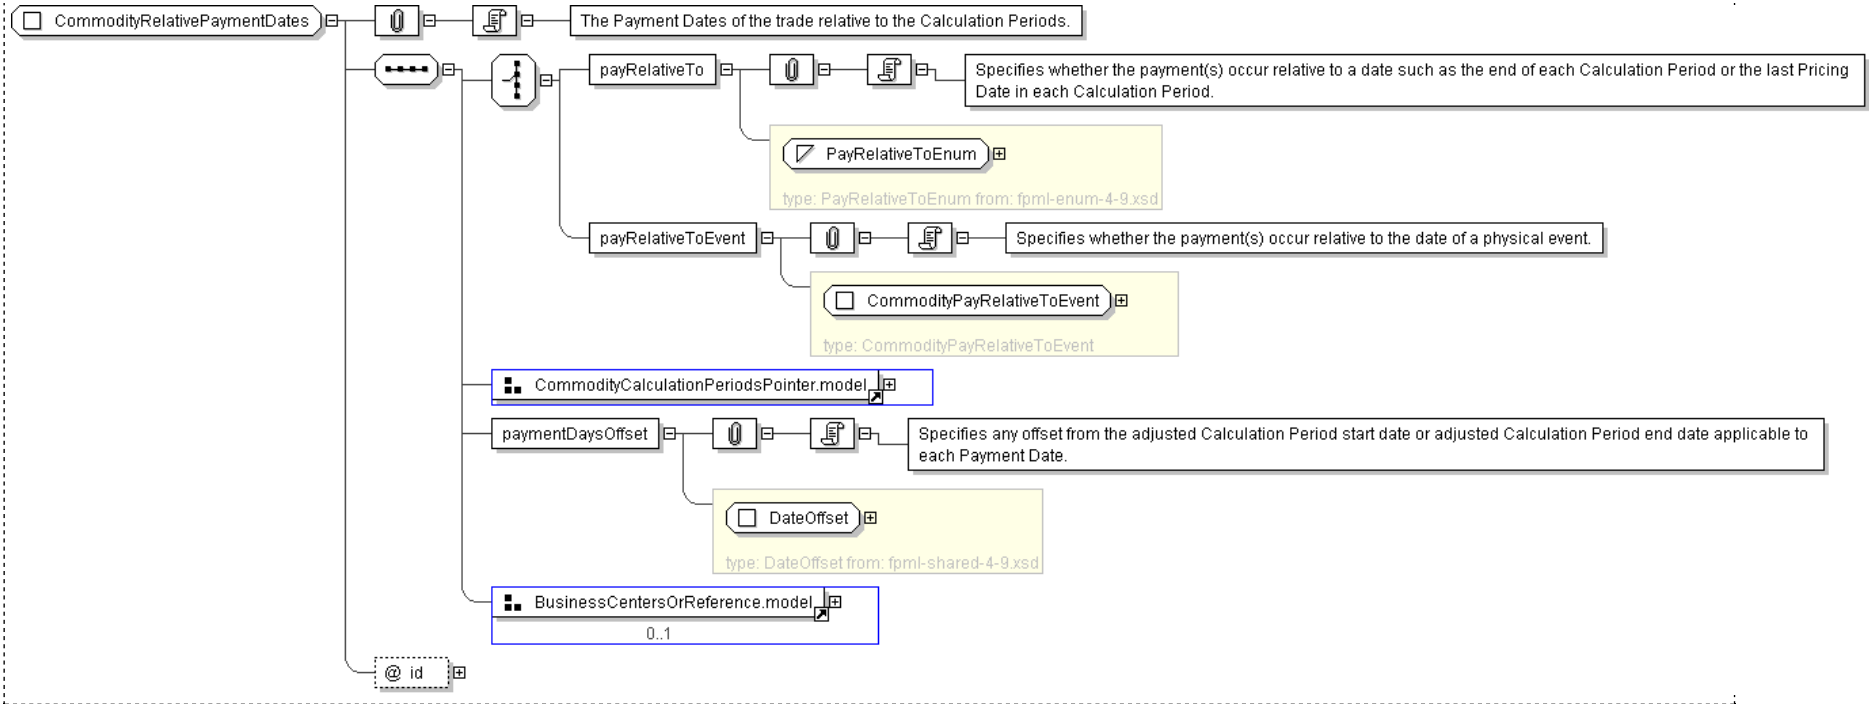 CommodityRelativePaymentDates
The Payment Dates of the trade relative to the Calculation Periods.
payRelativeTo
Specifies whether the payment(s) occur relative to a date such as the end of each Calculation Period or the last Pricing
Date in each Calculation Period.
PayRelativeToEnum
type: PayRelativeToEnum from: fpml-enum-4-9.xsd
payRelativeToEvent
Specifies whether the payment(s) occur relative to the date of a physical event.
CommodityPayRelativeToEvent
type: CommodityPayRelativeToEvent
CommodityCalculationPeriodsPointer.model
paymentDaysOffset
Specifies any offset from the adjusted Calculation Period start date or adjusted Calculation Period end date applicable to
each Payment Date.
DateOffset
type: DateOffset from: fpml-shared-4-9.xsd
BusinessCentersOrReference.model
0..1
@ id